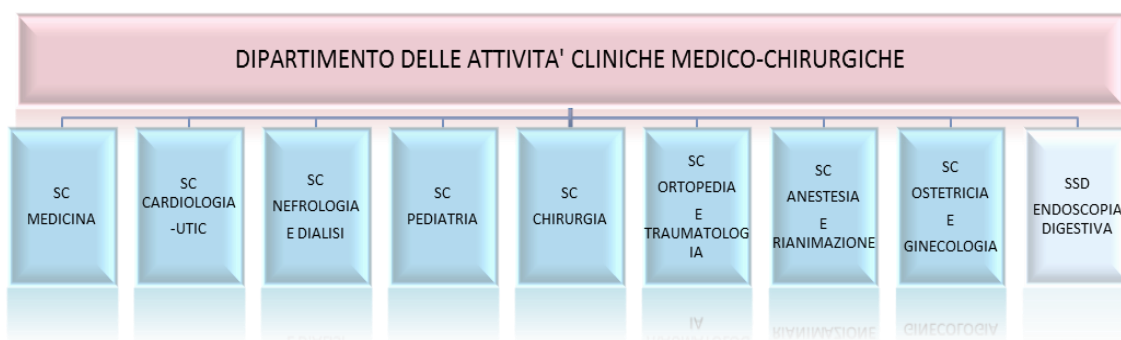 DIPARTIMENTO DELLE ATTIVITA' CLINICHE MEDICO-CHIRURGICHE
SC
MEDICINA
SC
CARDIOLOGIA
-UTIC
SC
NEFROLOGIA
E DIALISI
SC
PEDIATRIA
SC
CHIRURGIA
SC
ORTOPEDIA
E
TRAUMATOLOG
IA
SC
ANESTESIA
E
RIANIMAZIONE
SC
OSTETRICIA
E
GINECOLOGIA
SSD
ENDOSCOPIA
DIGESTIVA